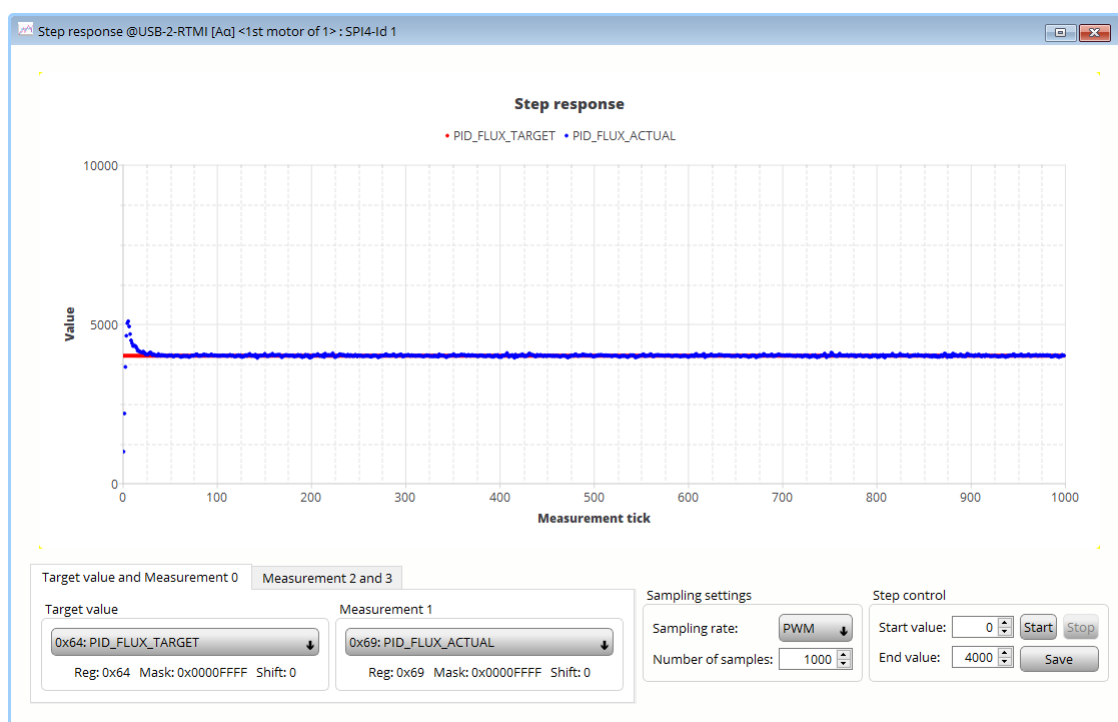 Step response @USB-2-RTMI [Aα] <1st motor of 1> : SPI4-Id 1
Step response
PID_FLUX_TARGET PID_FLUX_ACTUAL
10000
5000
0
Value
0 100 200 300 400 500 600 700 800 900 1000
Measurement tick
Target value and Measurement 0 Measurement 2 and 3
Target value
0x64: PID_FLUX_TARGET
Reg: 0x64 Mask: 0x0000FFFF Shift: 0
Measurement 1
0x69: PID_FLUX_ACTUAL
Reg: 0x69 Mask: 0x0000FFFF Shift: 0
Sampling settings
Sampling rate: PWM
Number of samples: 1000
Step control
Start value: 0 Start Stop
End value: 4000 Save